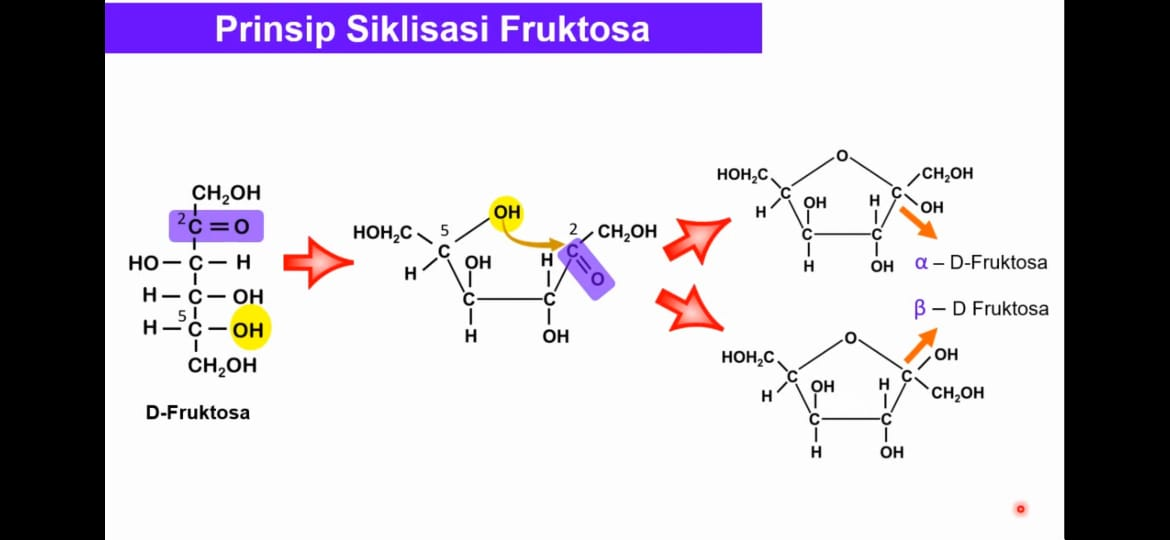 Prinsip Siklisasi Fruktosa
CH₂OH
²C = O
HO – C – H
H – C – OH
H – ⁵C – OH
CH₂OH
D-Fruktosa
OH
HOH₂C 5 2 CH₂OH
C C
H OH H O
C C
H OH
O
HOH₂C CH₂OH
C OH H C
H OH
C C
H OH
α – D-Fruktosa
β – D Fruktosa
O
HOH₂C OH
C C
H OH H CH₂OH
C C
H OH